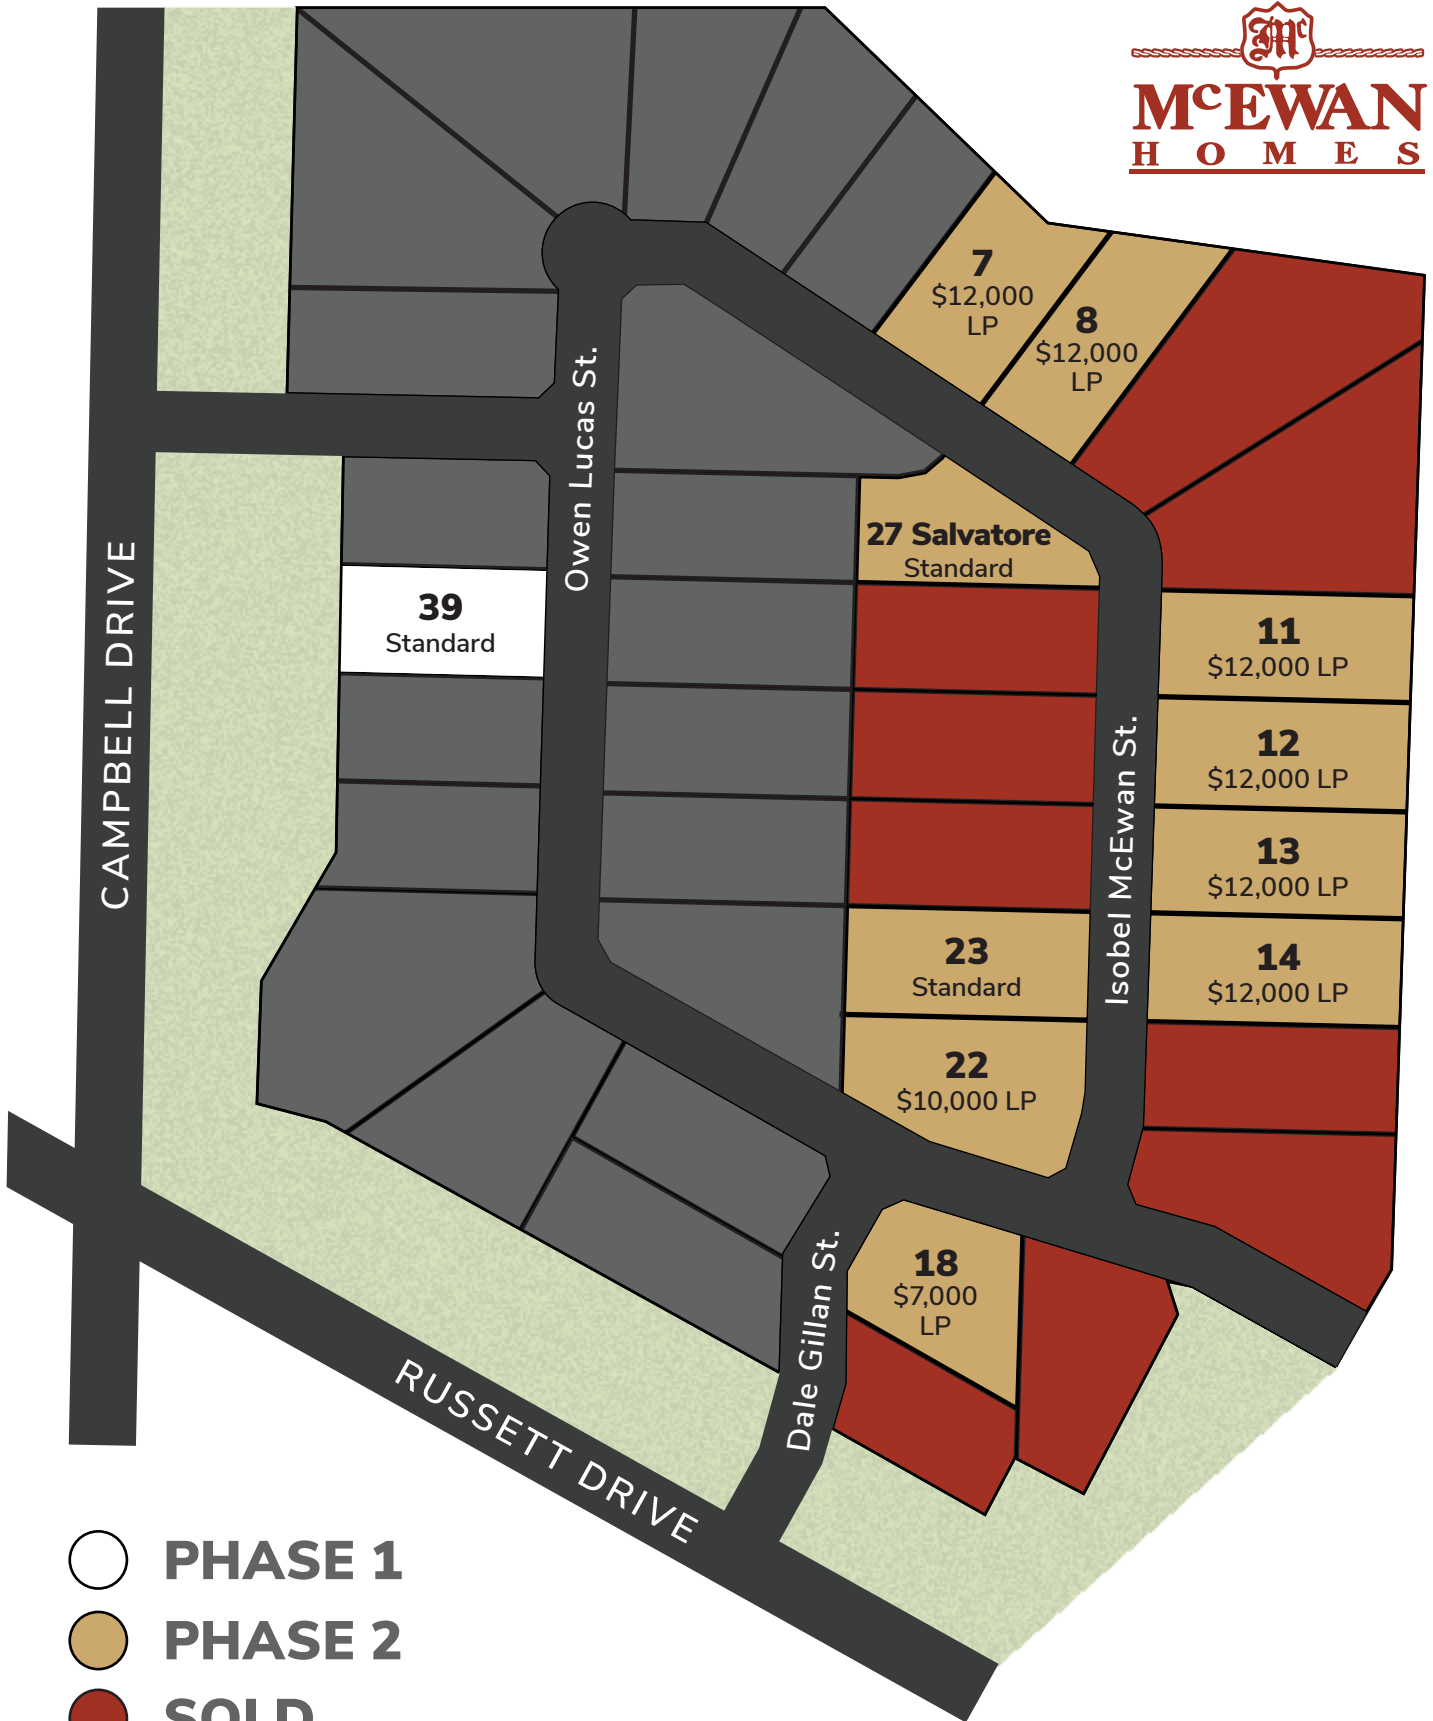 Mc
McEWAN
HOMES
7
$12,000
LP
8
$12,000
LP
Owen Lucas St.
27 Salvatore
Standard
CAMPBELL DRIVE
39
Standard
11
$12,000 LP
Isobel McEwan St.
12
$12,000 LP
13
$12,000 LP
23
Standard
14
$12,000 LP
22
$10,000 LP
Dale Gillan St.
18
$7,000
LP
RUSSETT DRIVE
PHASE 1
PHASE 2
SOLD